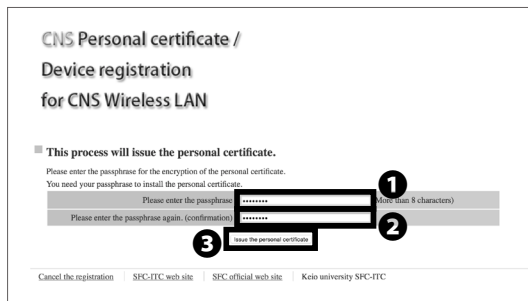 CNS Personal certificate /
Device registration
for CNS Wireless LAN
This process will issue the personal certificate.
Please enter the passphrase for the encryption of the personal certificate.
You need your passphrase to install the personal certificate.
Please enter the passphrase •••••••• 1 More than 8 characters)
Please enter the passphrase again. (confirmation) •••••••• 2
3 Issue the personal certificate
Cancel the registration SFC-ITC web site SFC official web site Keio university SFC-ITC